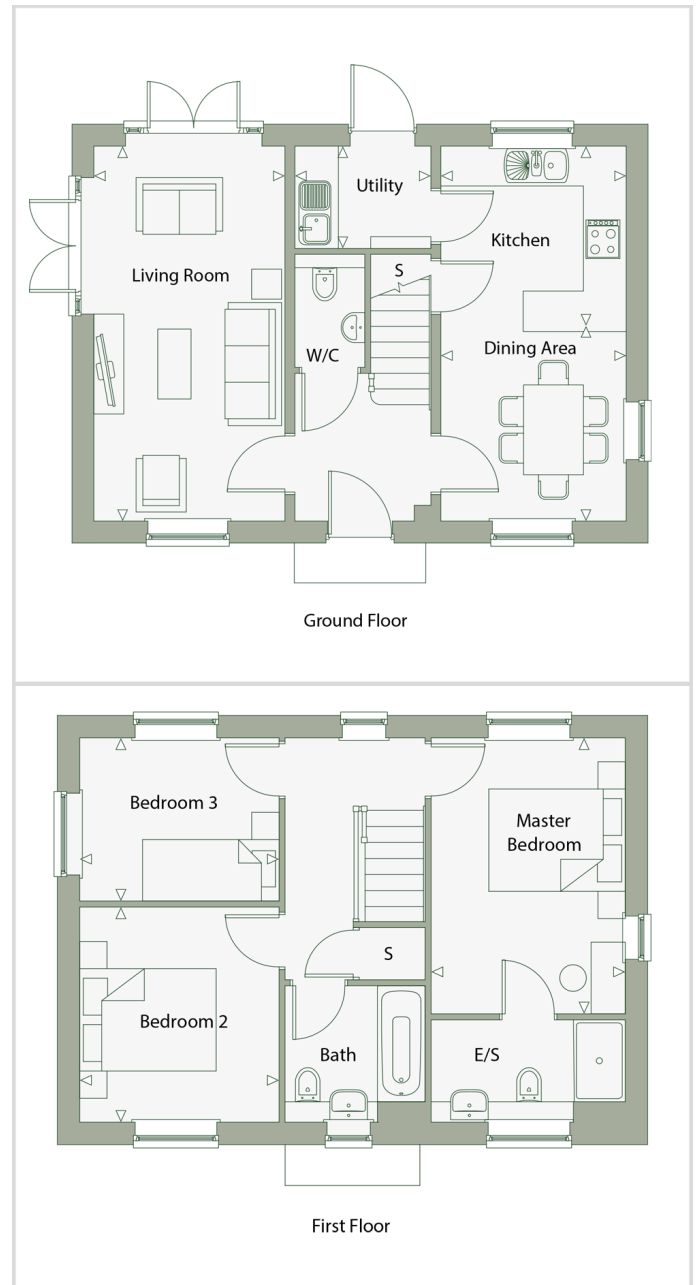 Utility
Kitchen
S
Living Room
W/C
Dining Area
Ground Floor
Bedroom 3
Master
Bedroom
S
Bedroom 2
Bath
E/S
First Floor